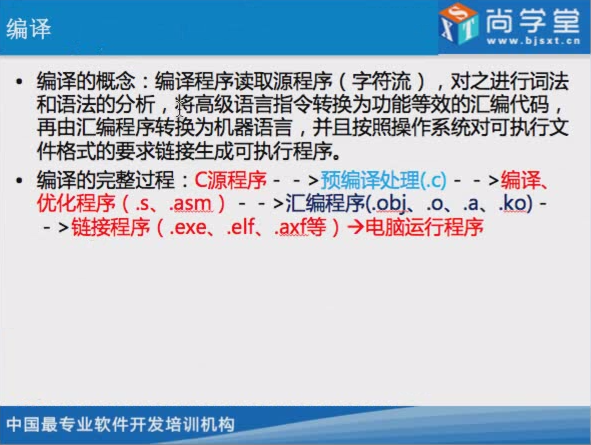 编译
尚学堂
www.bjsxt.cn
• 编译的概念：编译程序读取源程序（字符流），对之进行词法
和语法的分析，将高级语言指令转换为功能等效的汇编代码，
再由汇编程序转换为机器语言，并且按照操作系统对可执行文
件格式的要求链接生成可执行程序。
• 编译的完整过程：C源程序－－>预编译处理(.c)－－>编译、
优化程序（.s、.asm）－－>汇编程序(.obj、.o、.a、.ko)－
－>链接程序（.exe、.elf、.axf等）→电脑运行程序
中国最专业软件开发培训机构